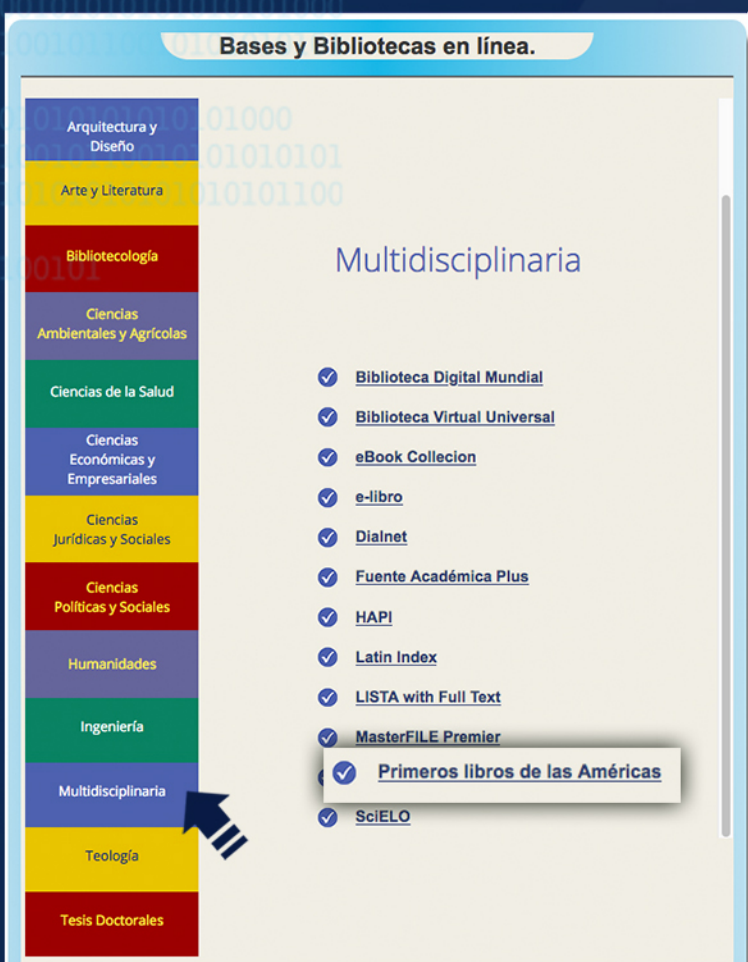 Bases y Bibliotecas en línea.
01010101010101000
Arquitectura y
Diseño
Arte y Literatura
Bibliotecología
Ciencias
Ambientales y Agrícolas
Ciencias de la Salud
Ciencias
Económicas y
Empresariales
Ciencias
Jurídicas y Sociales
Ciencias
Políticas y Sociales
Humanidades
Ingeniería
Multidisciplinaria
Teología
Tesis Doctorales
Multidisciplinaria
Biblioteca Digital Mundial
Biblioteca Virtual Universal
eBook Collecion
e-libro
Dialnet
Fuente Académica Plus
HAPI
Latin Index
LISTA with Full Text
MasterFILE Premier
Primeros libros de las Américas
SciELO